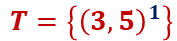 T = {(3, 5)¹}